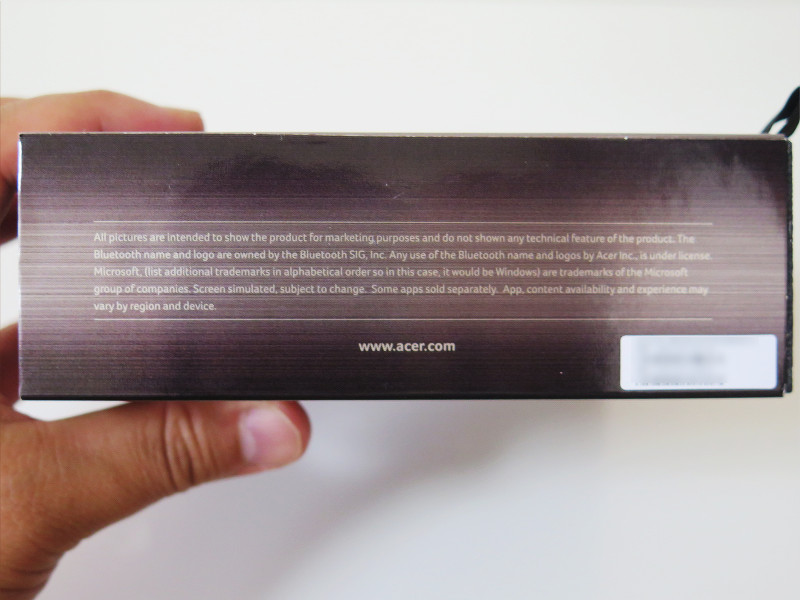 All pictures are intended to show the product for marketing purposes and do not shown any technical feature of the product. The
Bluetooth name and logo are owned by the Bluetooth SIG, Inc. Any use of the Bluetooth name and logos by Acer Inc., is under license.
Microsoft, (list additional trademarks in alphabetical order so in this case, it would be Windows) are trademarks of the Microsoft
group of companies. Screen simulated, subject to change. Some apps sold separately. App, content availability and experience may
vary by region and device.
www.acer.com